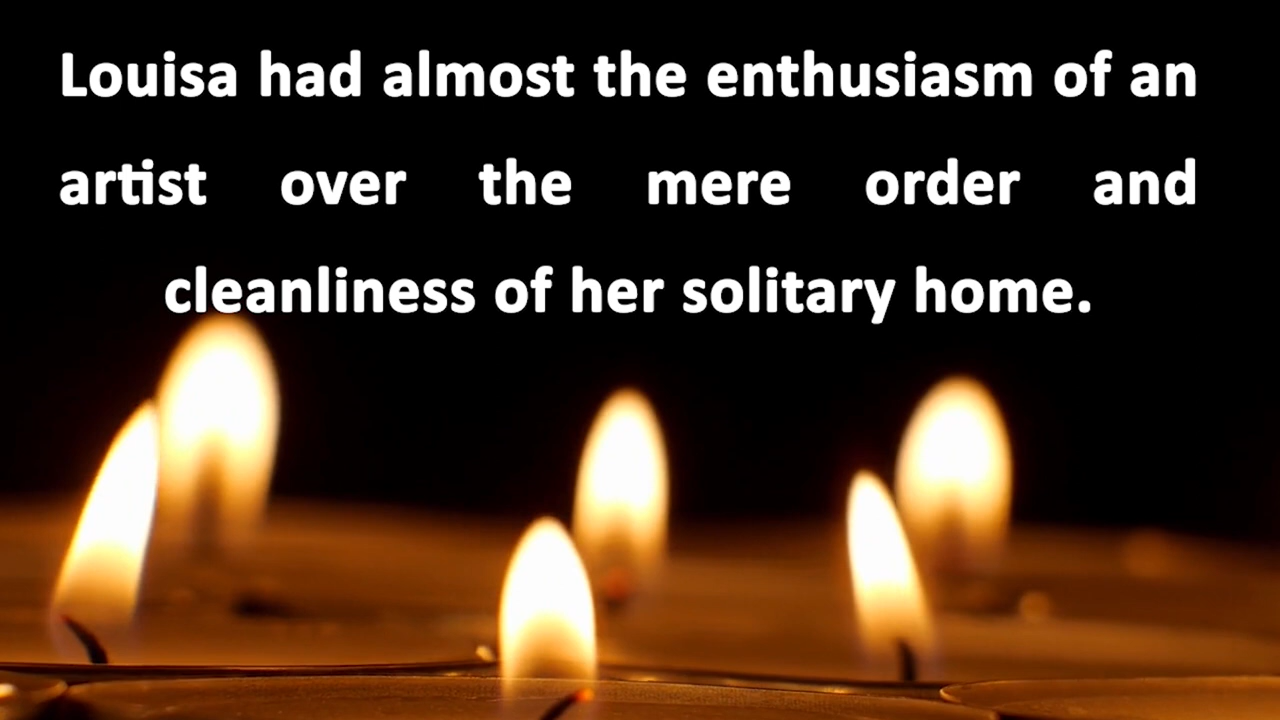 Louisa had almost the enthusiasm of an
artist over the mere order and
cleanliness of her solitary home.